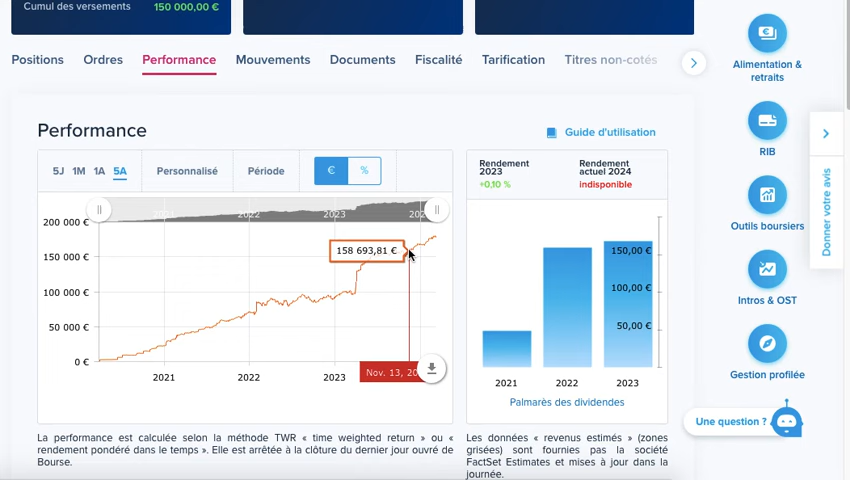 Cumul des versements 150 000,00 €
Positions Ordres Performance Mouvements Documents Fiscalité Tarification Titres non-cotés
Performance
Guide d'utilisation
5J 1M 1A 5A Personnalisé Période € %
Rendement 2023
+0,10 %
Rendement actuel 2024
indisponible
2022 2023
200 000 €
150 000 €
100 000 €
50 000 €
0 €
158 693,81 €
2021 2022 2023
Nov. 13, 20
150,00 €
100,00 €
50,00 €
2021 2022 2023
Palmarès des dividendes
La performance est calculée selon la méthode TWR « time weighted return » ou «
rendement pondéré dans le temps ». Elle est arrêtée à la clôture du dernier jour ouvré de
Bourse.
Les données « revenus estimés » (zones
grisées) sont fournies pas la société
FactSet Estimates et mises à jour dans la
journée.
Alimentation &
retraits
RIB
Outils boursiers
Intros & OST
Gestion profilée
Une question ?
Donner votre avis